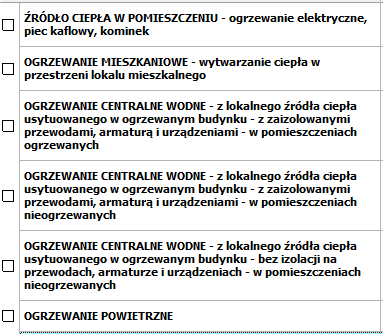 ŹRÓDŁO CIEPŁA W POMIESZCZENIU - ogrzewanie elektryczne,
piec kaflowy, kominek
OGRZEWANIE MIESZKANIOWE - wytwarzanie ciepła w
przestrzeni lokalu mieszkalnego
OGRZEWANIE CENTRALNE WODNE - z lokalnego źródła ciepła
usytuowanego w ogrzewanym budynku - z zaizolowanymi
przewodami, armaturą i urządzeniami - w pomieszczeniach
ogrzewanych
OGRZEWANIE CENTRALNE WODNE - z lokalnego źródła ciepła
usytuowanego w ogrzewanym budynku - z zaizolowanymi
przewodami, armaturą i urządzeniami - w pomieszczeniach
nieogrzewanych
OGRZEWANIE CENTRALNE WODNE - z lokalnego źródła ciepła
usytuowanego w ogrzewanym budynku - bez izolacji na
przewodach, armaturze i urządzeniach - w pomieszczeniach
nieogrzewanych
OGRZEWANIE POWIETRZNE